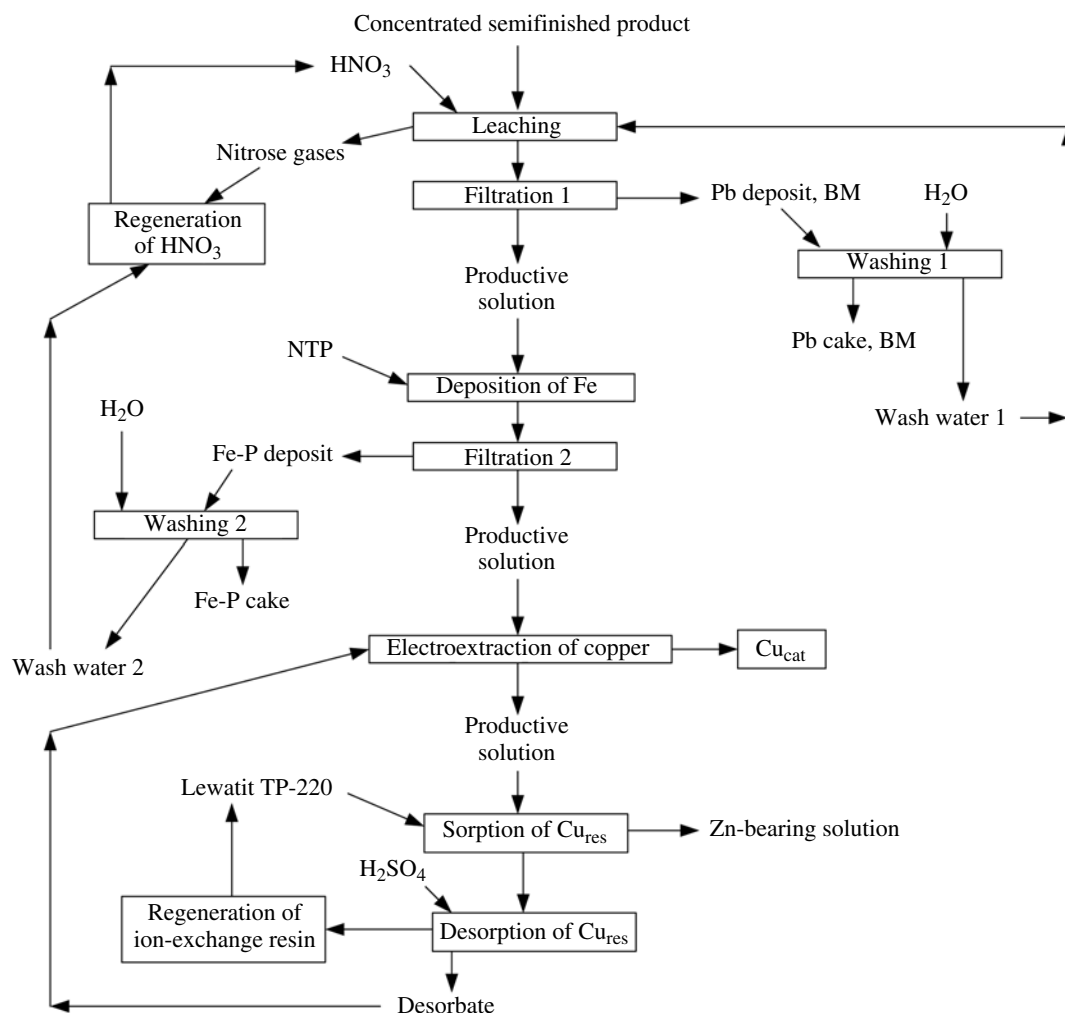 Concentrated semifinished product
HNO₃
Leaching
Nitrose gases
Filtration 1
Pb deposit, BM
H₂O
Regeneration
of HNO₃
Washing 1
Productive
solution
Pb cake, BM
NTP
Deposition of Fe
H₂O
Wash water 1
Fe-P deposit
Filtration 2
Washing 2
Productive
solution
Fe-P cake
Electroextraction of copper
Cu_cat
Wash water 2
Productive
solution
Lewatit TP-220
Sorption of Cu_res
Zn-bearing solution
H₂SO₄
Regeneration of
ion-exchange resin
Desorption of Cu_res
Desorbate